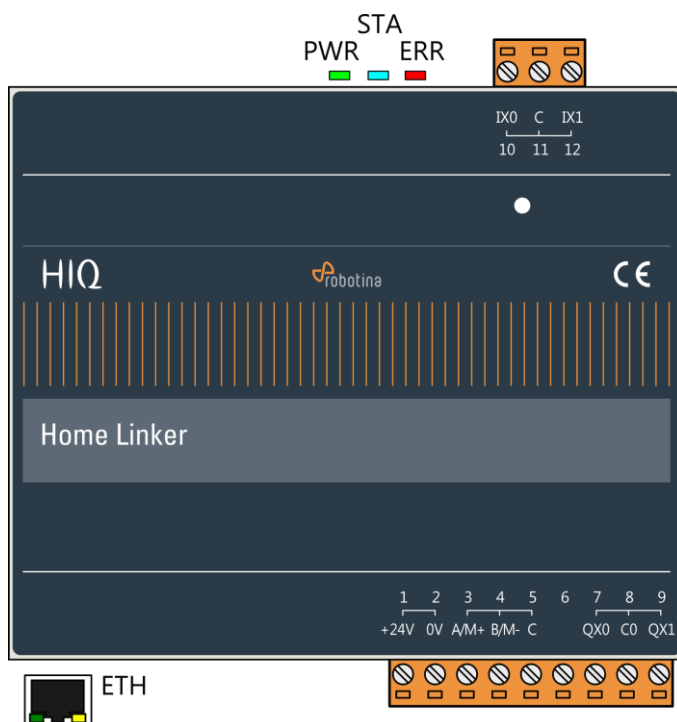 STA
PWR ERR
IX0 C IX1
10 11 12
HIQ robotina CE
Home Linker
1 2 3 4 5 6 7 8 9
+24V 0V A/M+ B/M- C QX0 C0 QX1
ETH